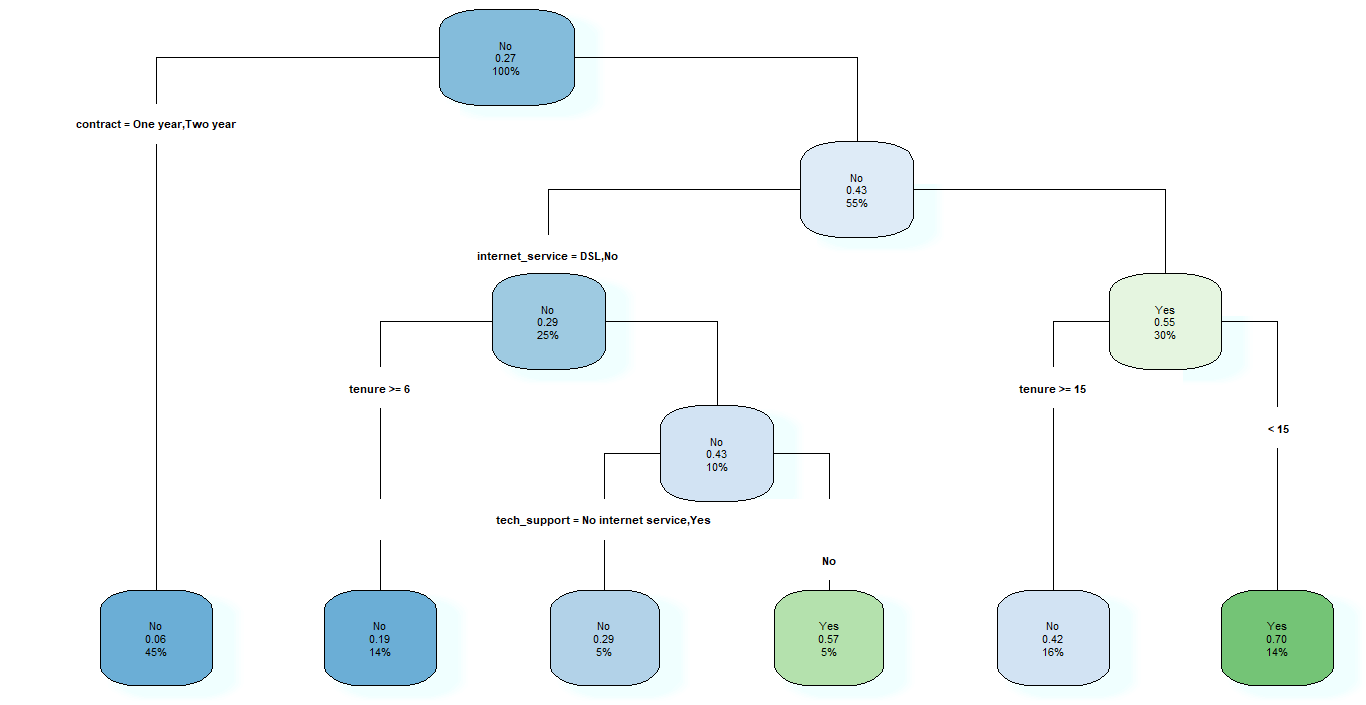 No
0.27
100%
contract = One year,Two year
No
0.43
55%
internet_service = DSL,No
No
0.29
25%
Yes
0.55
30%
tenure >= 6
tenure >= 15
< 15
No
0.43
10%
tech_support = No internet service,Yes
No
No
0.06
45%
No
0.19
14%
No
0.29
5%
Yes
0.57
5%
No
0.42
16%
Yes
0.70
14%